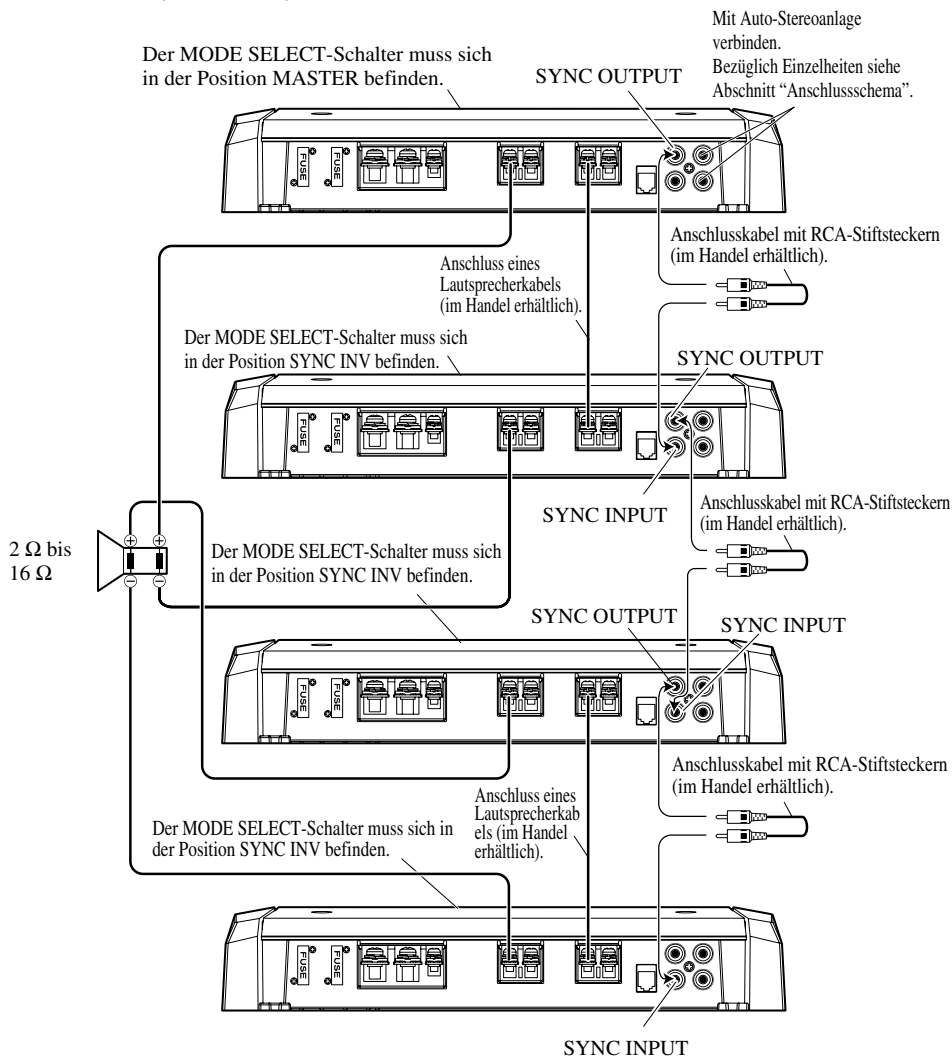 Mit Auto-Stereoanlage
verbinden.
Bezüglich Einzelheiten siehe
Abschnitt “Anschlussschema”.
Der MODE SELECT-Schalter muss sich
in der Position MASTER befinden.
SYNC OUTPUT
FUSE
FUSE
Anschlusskabel mit RCA-Stiftsteckern
(im Handel erhältlich).
Anschluss eines
Lautsprecherkabels
(im Handel erhältlich).
Der MODE SELECT-Schalter muss sich
in der Position SYNC INV befinden.
SYNC OUTPUT
FUSE
FUSE
SYNC INPUT
Anschlusskabel mit RCA-Stiftsteckern
(im Handel erhältlich).
2 Ω bis
16 Ω
Der MODE SELECT-Schalter muss sich
in der Position SYNC INV befinden.
SYNC OUTPUT
SYNC INPUT
FUSE
FUSE
Anschlusskabel mit RCA-Stiftsteckern
(im Handel erhältlich).
Anschluss eines
Lautsprecherkab
els (im Handel
erhältlich).
Der MODE SELECT-Schalter muss sich in
der Position SYNC INV befinden.
FUSE
FUSE
SYNC INPUT